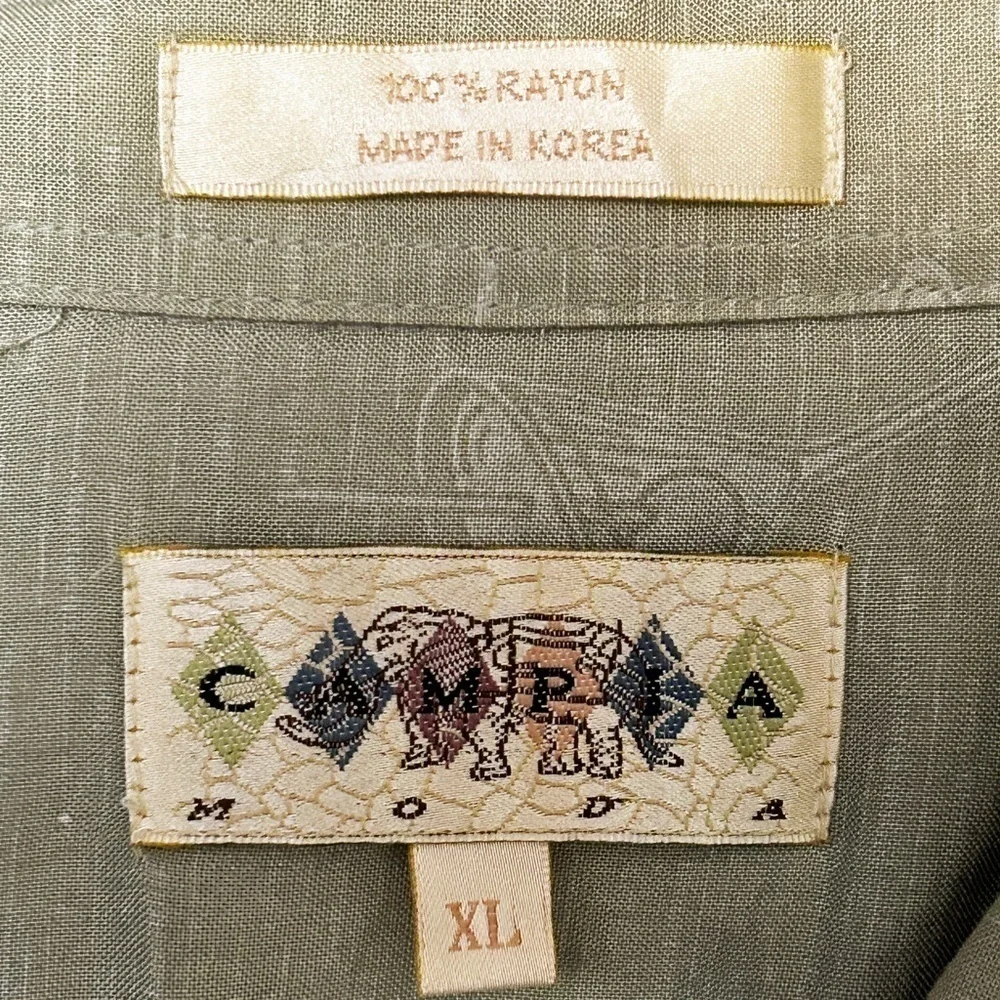 100% RAYON
MADE IN KOREA
CAMPIA
MODA
XL